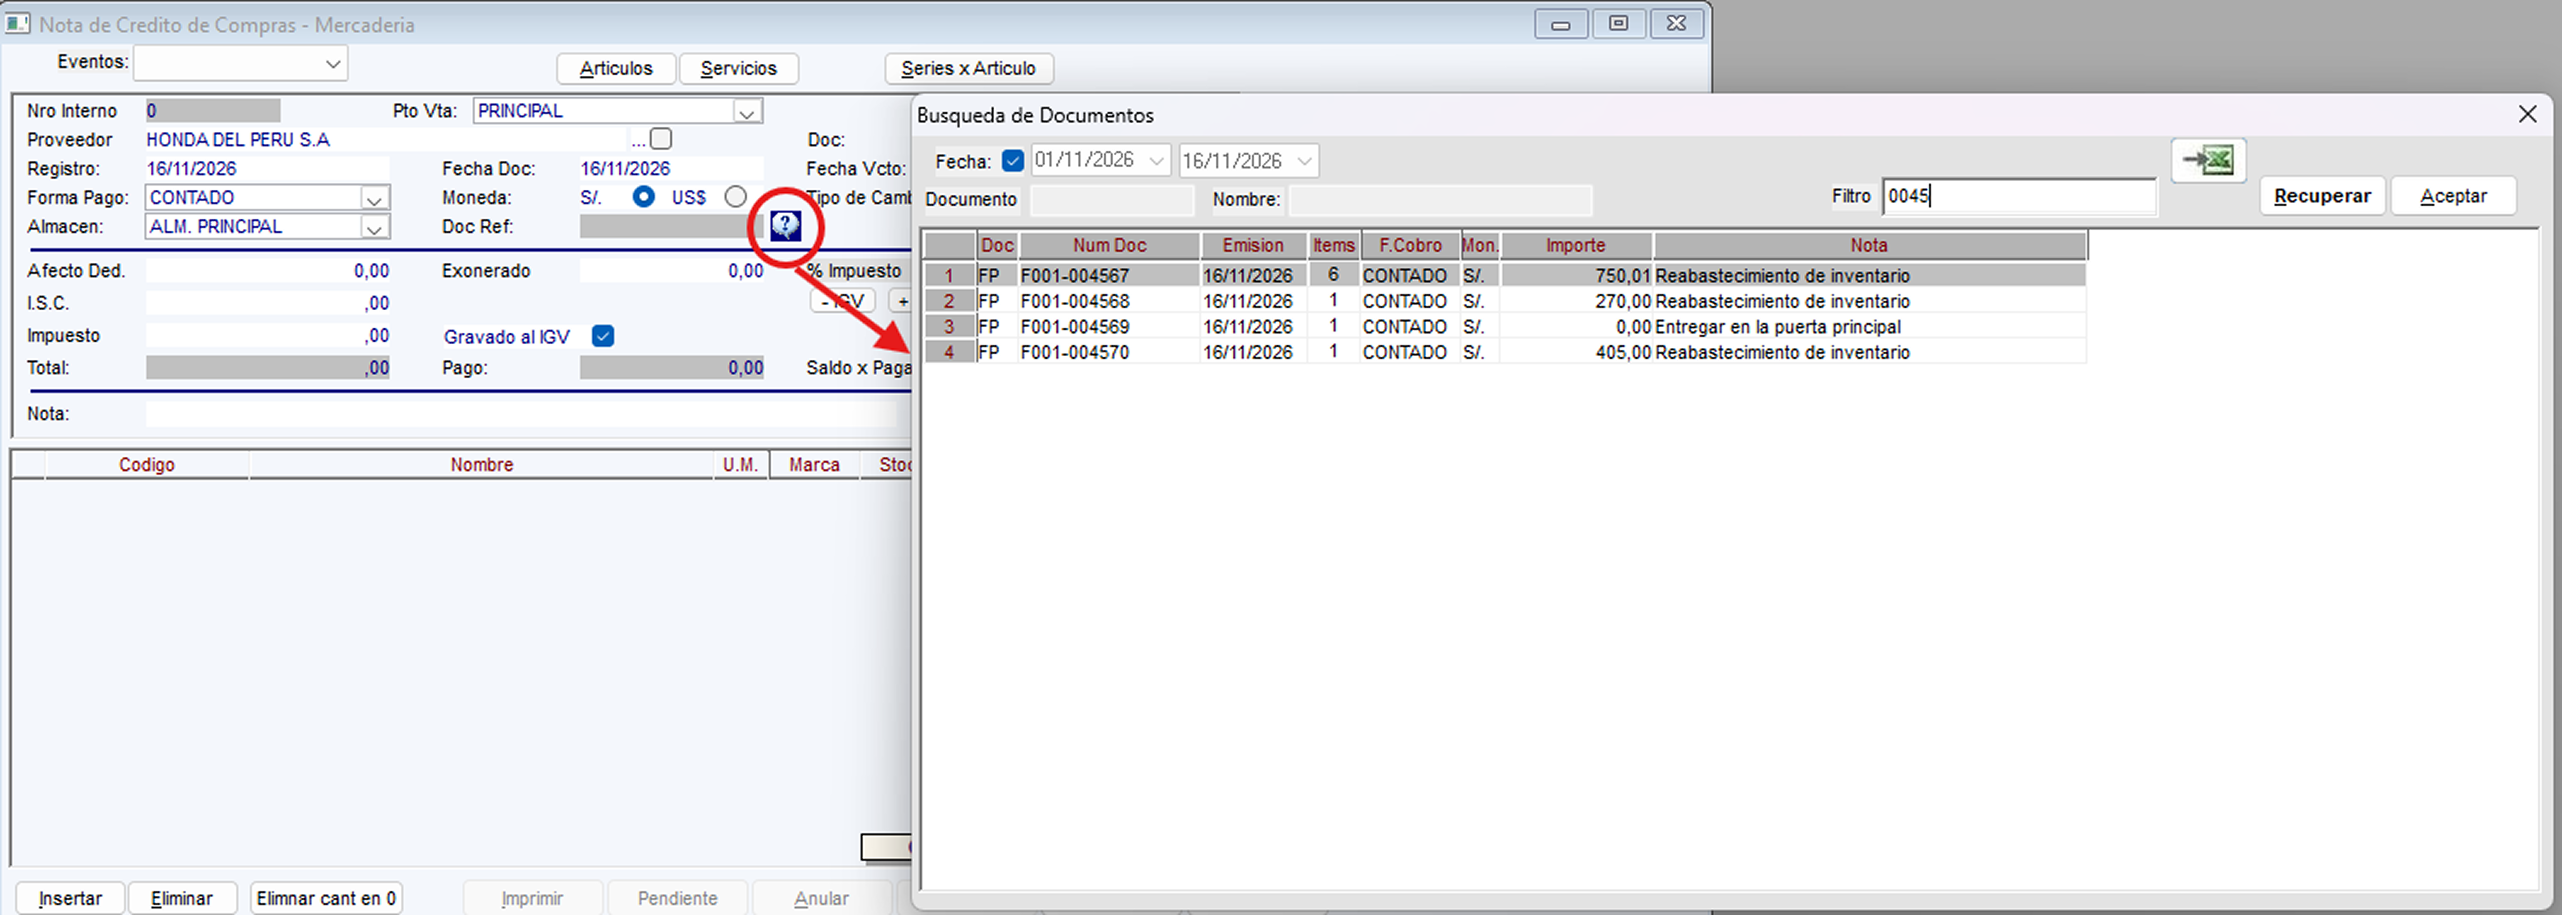 Nota de Credito de Compras - Mercaderia
Eventos:
Articulos Servicios Series x Articulo
Nro Interno 0 Pto Vta: PRINCIPAL
Proveedor HONDA DEL PERU S.A ... Doc:
Registro: 16/11/2026 Fecha Doc: 16/11/2026 Fecha Vcto:
Forma Pago: CONTADO Moneda: S/. US$ Tipo de Camb
Almacen: ALM. PRINCIPAL Doc Ref: ?
Afecto Ded. 0,00 Exonerado 0,00 % Impuesto
I.S.C. ,00 - IGV +
Impuesto ,00 Gravado al IGV
Total: ,00 Pago: 0,00 Saldo x Paga
Nota:
Codigo Nombre U.M. Marca Stoc
Insertar Eliminar Elimnar cant en 0 Imprimir Pendiente Anular
Busqueda de Documentos
Fecha: 01/11/2026 16/11/2026
Documento Nombre: Filtro 0045 Recuperar Aceptar
Doc Num Doc Emision Items F.Cobro Mon. Importe Nota
1 FP F001-004567 16/11/2026 6 CONTADO S/. 750,01 Reabastecimiento de inventario
2 FP F001-004568 16/11/2026 1 CONTADO S/. 270,00 Reabastecimiento de inventario
3 FP F001-004569 16/11/2026 1 CONTADO S/. 0,00 Entregar en la puerta principal
4 FP F001-004570 16/11/2026 1 CONTADO S/. 405,00 Reabastecimiento de inventario